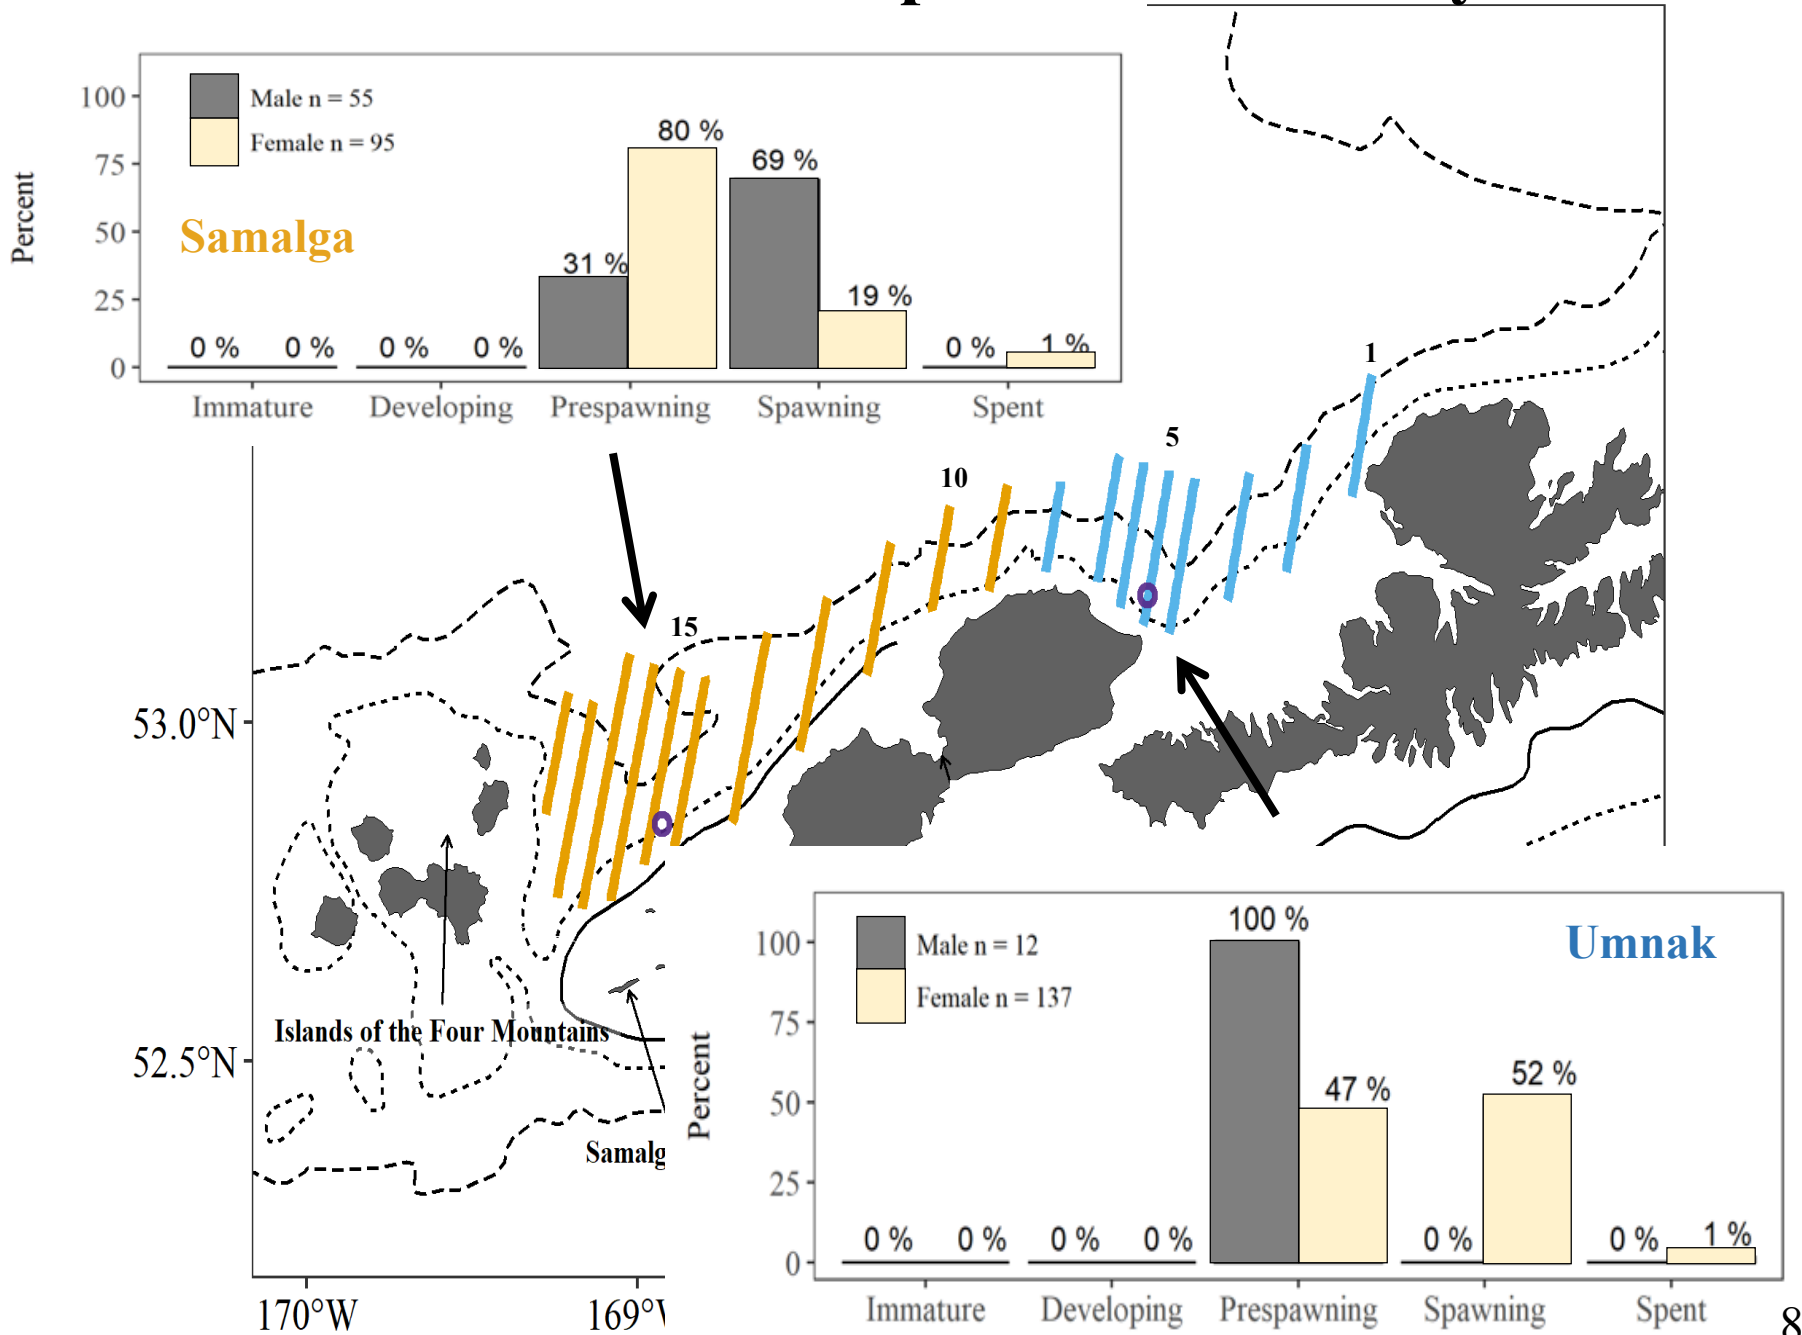 Male n = 55
Female n = 95
Samalga
Percent
100
75
50
25
0
0 %
0 %
0 %
0 %
31 %
80 %
69 %
19 %
0 %
1 %
Immature
Developing
Prespawning
Spawning
Spent
1
5
10
15
53.0°N
52.5°N
Islands of the Four Mountains
Samalg
170°W
169°
Male n = 12
Female n = 137
Umnak
Percent
100
75
50
25
0
0 %
0 %
0 %
0 %
100 %
47 %
0 %
52 %
0 %
1 %
Immature
Developing
Prespawning
Spawning
Spent
8